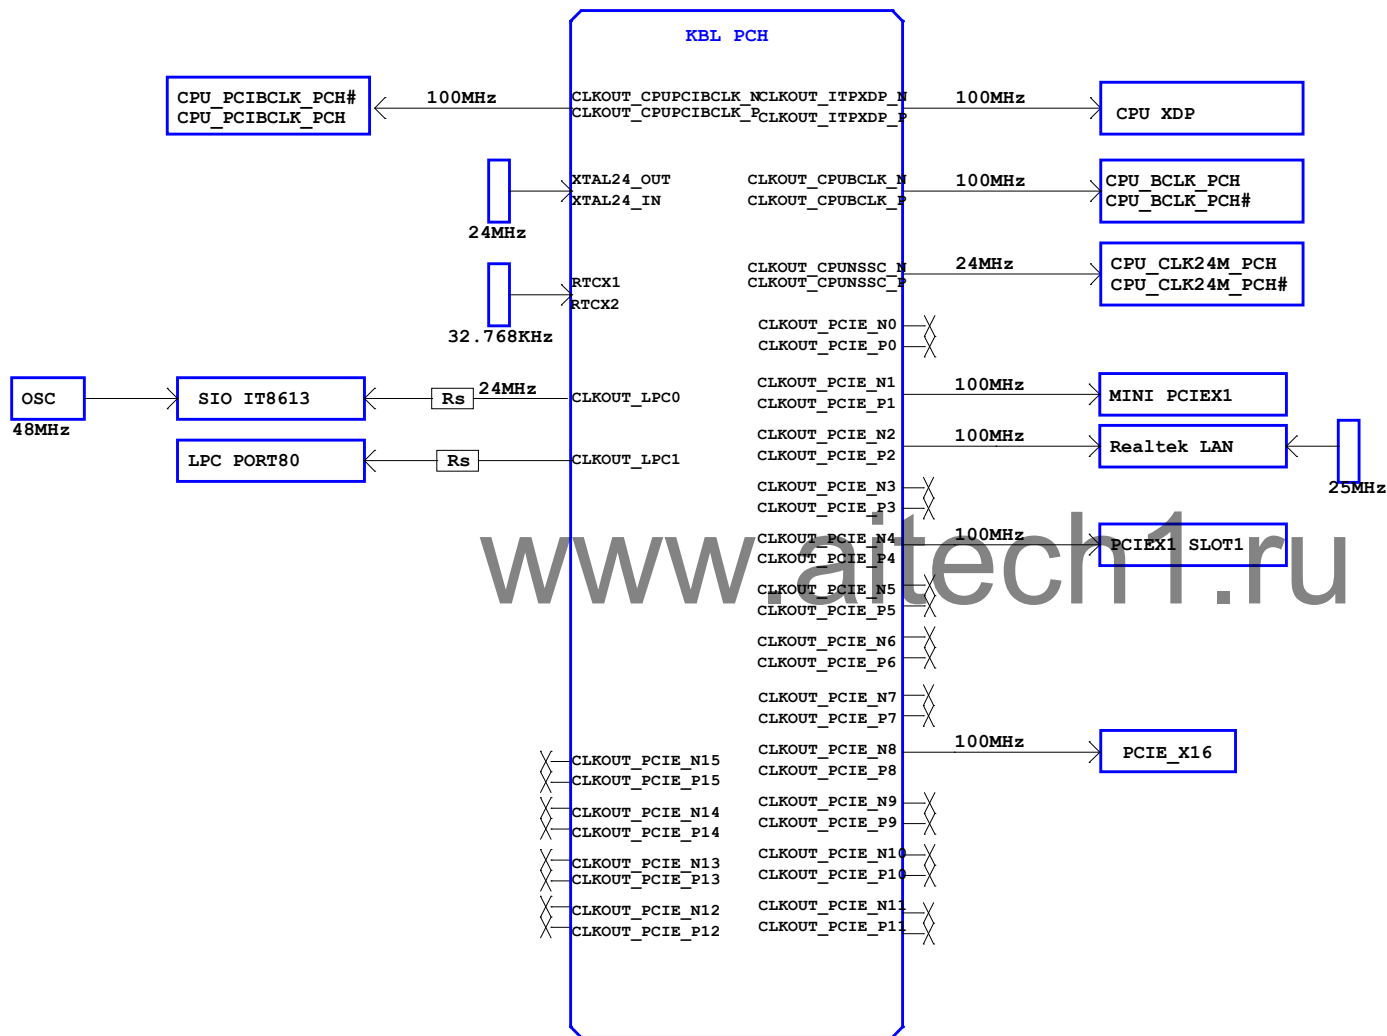 KBL PCH
CPU_PCIBCLK_PCH#
CPU_PCIBCLK_PCH
100MHz
CLKOUT_CPUPCIBCLK_N
CLKOUT_CPUPCIBCLK_P
CLKOUT_ITPXDP_N
CLKOUT_ITPXDP_P
100MHz
CPU XDP
24MHz
XTAL24_OUT
XTAL24_IN
CLKOUT_CPUBCLK_N
CLKOUT_CPUBCLK_P
100MHz
CPU_BCLK_PCH
CPU_BCLK_PCH#
32.768KHz
RTCX1
RTCX2
CLKOUT_CPUNSSC_N
CLKOUT_CPUNSSC_P
24MHz
CPU_CLK24M_PCH
CPU_CLK24M_PCH#
CLKOUT_PCIE_N0
CLKOUT_PCIE_P0
OSC
48MHz
SIO IT8613
Rs
24MHz
CLKOUT_LPC0
CLKOUT_PCIE_N1
CLKOUT_PCIE_P1
100MHz
MINI PCIEX1
LPC PORT80
Rs
CLKOUT_LPC1
CLKOUT_PCIE_N2
CLKOUT_PCIE_P2
100MHz
Realtek LAN
25MHz
CLKOUT_PCIE_N3
CLKOUT_PCIE_P3
CLKOUT_PCIE_N4
CLKOUT_PCIE_P4
100MHz
PCIEX1 SLOT1
www.aitech1.ru
CLKOUT_PCIE_N5
CLKOUT_PCIE_P5
CLKOUT_PCIE_N6
CLKOUT_PCIE_P6
CLKOUT_PCIE_N7
CLKOUT_PCIE_P7
CLKOUT_PCIE_N8
CLKOUT_PCIE_P8
100MHz
PCIE_X16
CLKOUT_PCIE_N15
CLKOUT_PCIE_P15
CLKOUT_PCIE_N9
CLKOUT_PCIE_P9
CLKOUT_PCIE_N14
CLKOUT_PCIE_P14
CLKOUT_PCIE_N10
CLKOUT_PCIE_P10
CLKOUT_PCIE_N13
CLKOUT_PCIE_P13
CLKOUT_PCIE_N11
CLKOUT_PCIE_P11
CLKOUT_PCIE_N12
CLKOUT_PCIE_P12